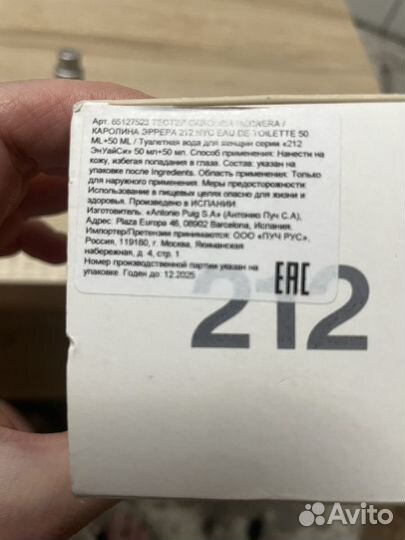 Арт. 65127523 ТЕСТЕР CAROLINA HERRERA /
КАРОЛИНА ЭРРЕРА 212 NYC EAU DE TOILETTE 50
ML+50 ML / Туалетная вода для женщин серии «212
ЭнУайСи» 50 мл+50 мл. Способ применения: Нанести на
кожу, избегая попадания в глаза. Состав: указан на
упаковке после Ingredients. Область применения: Только
для наружного применения. Меры предосторожности:
Использование в пищевых целях опасно для жизни и
здоровья. Произведено в ИСПАНИИ.
Изготовитель: «Antonio Puig S.A» (Антонио Пуч С.А),
Адрес: Plaza Europa 46, 08902 Barcelona, Испания.
Импортер/Претензии принимаются: ООО «ПУЧ РУС»,
Россия, 119180, г. Москва, Якиманская
набережная, д. 4, стр. 1
Номер производственной партии указан на
упаковке. Годен до: 12.2025
EAC
212
Avito